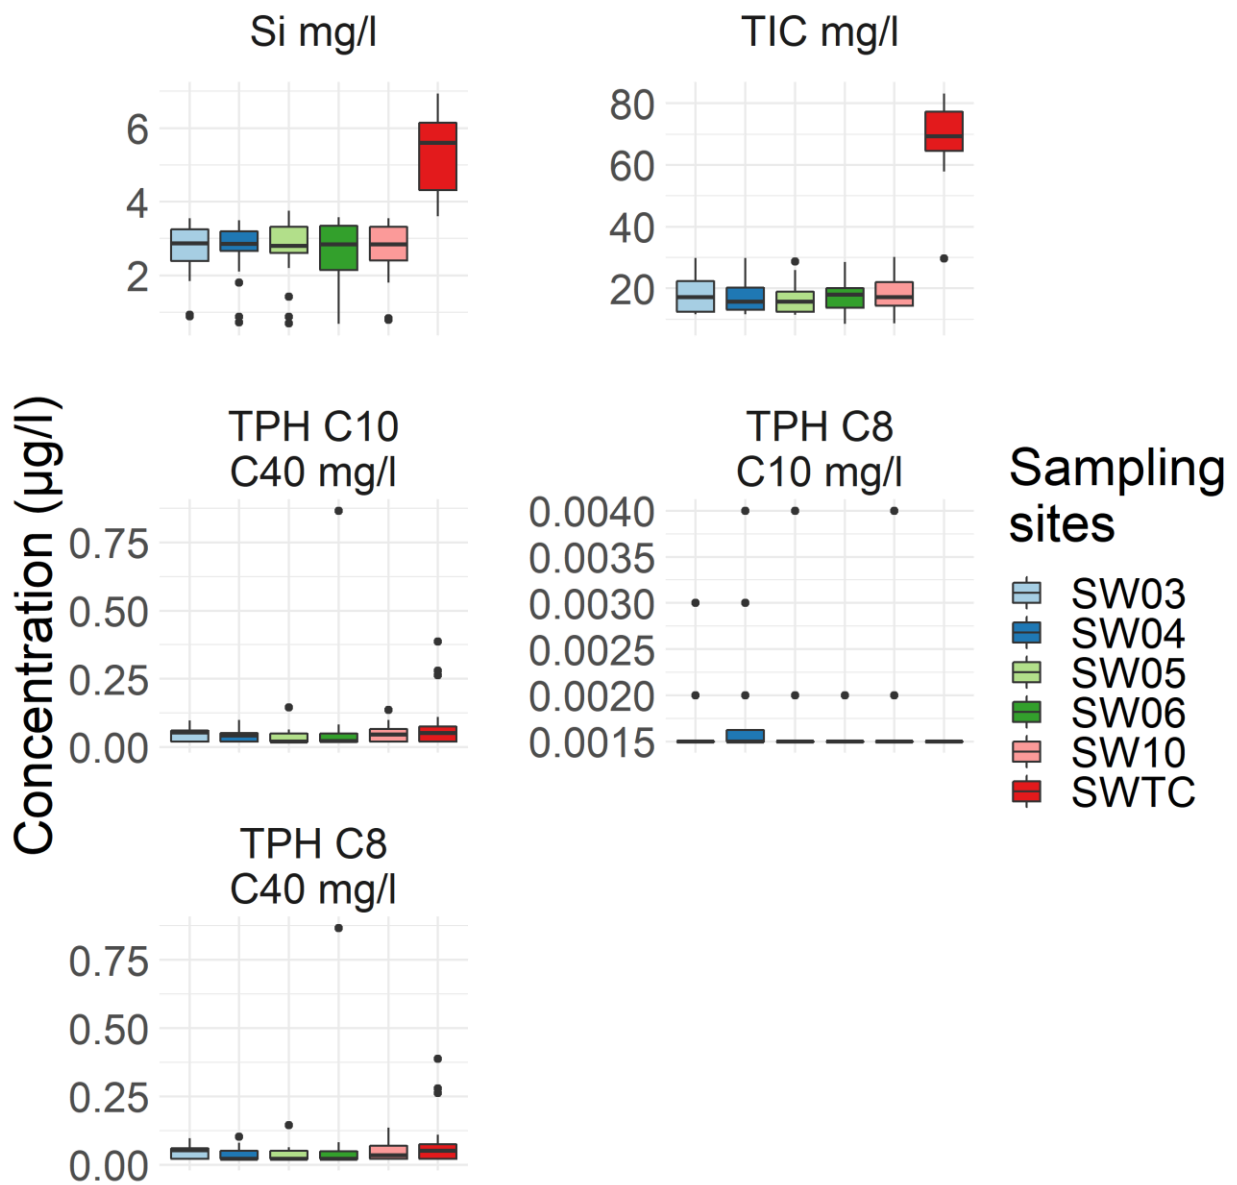 Si mg/l
TIC mg/l
6
4
2
80
60
40
20
Concentration (µg/l)
TPH C10
C40 mg/l
TPH C8
C10 mg/l
0.75
0.50
0.25
0.00
0.0040
0.0035
0.0030
0.0025
0.0020
0.0015
TPH C8
C40 mg/l
0.75
0.50
0.25
0.00
Sampling
sites
SW03
SW04
SW05
SW06
SW10
SWTC